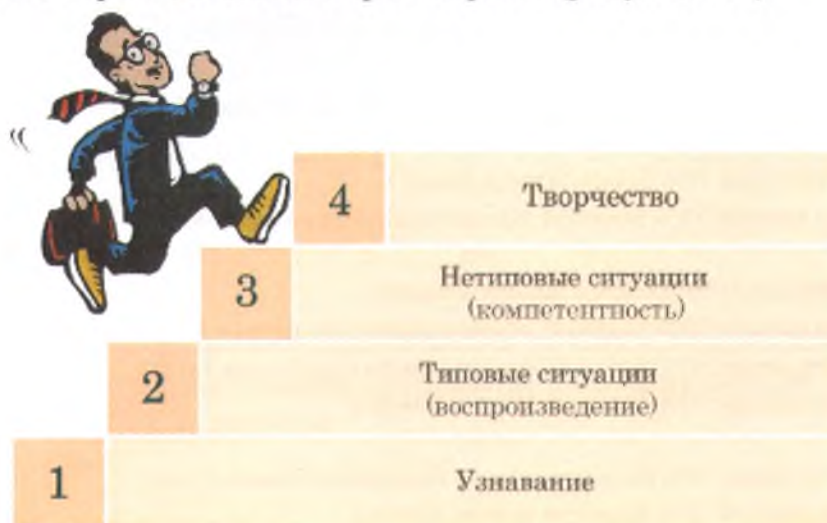 4
Творчество
3
Нетиповые ситуации
(компетентность)
2
Типовые ситуации
(воспроизведение)
1
Узнавание